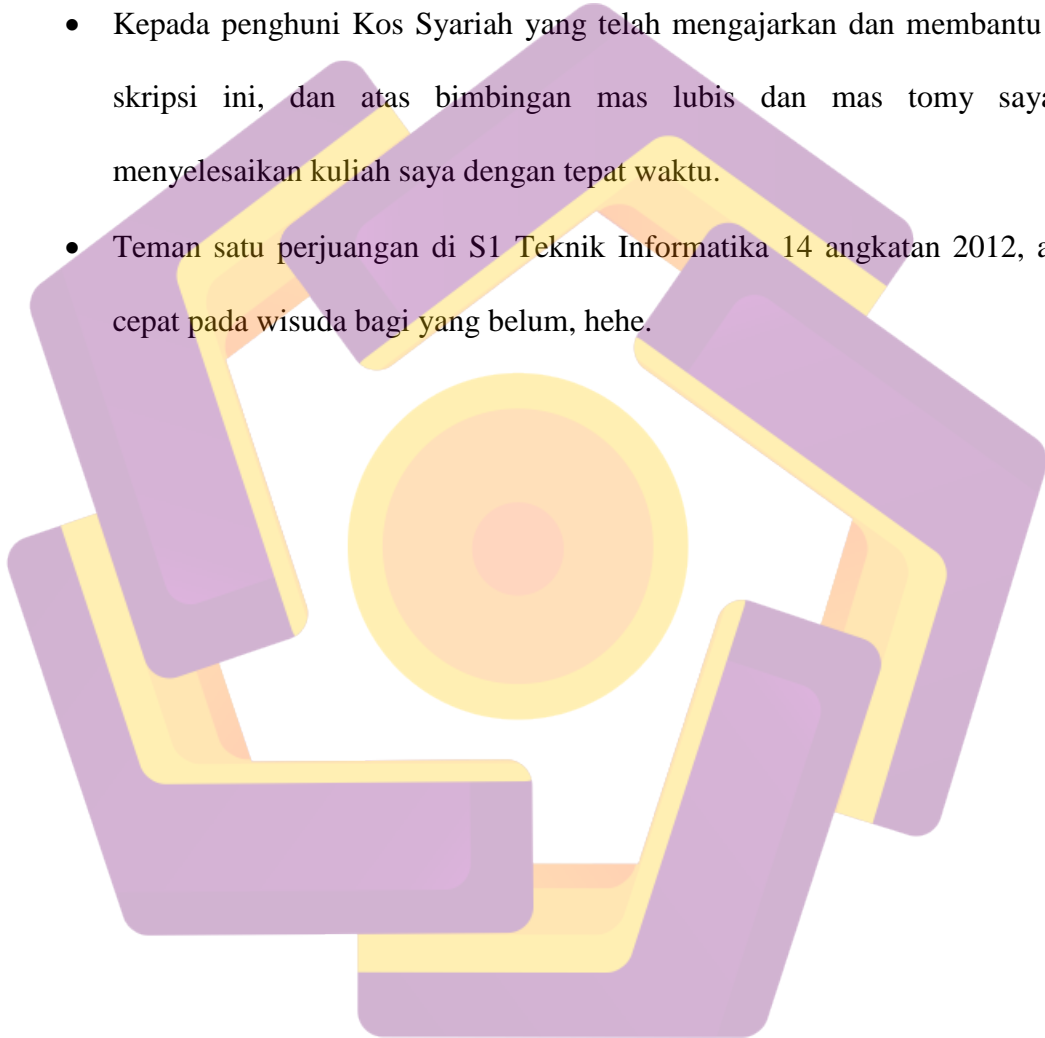 • Kepada penghuni Kos Syariah yang telah mengajarkan dan membantu
skripsi ini, dan atas bimbingan mas lubis dan mas tomy saya
menyelesaikan kuliah saya dengan tepat waktu.
• Teman satu perjuangan di S1 Teknik Informatika 14 angkatan 2012,
cepat pada wisuda bagi yang belum, hehe.